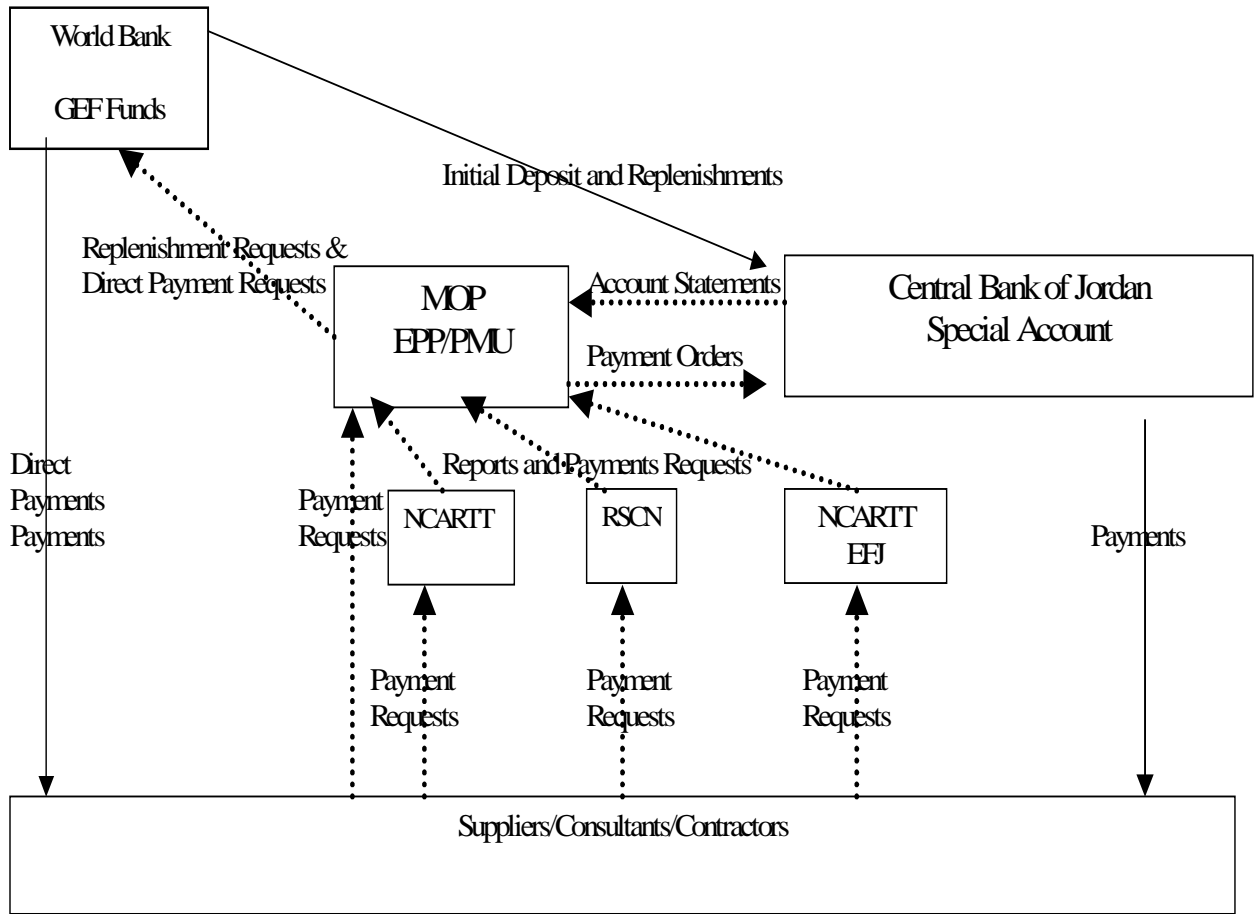 World Bank
GEF Funds
Initial Deposit and Replenishments
Replenishment Requests &
Direct Payment Requests
MOP
EPP/PMU
Account Statements
Payment Orders
Central Bank of Jordan
Special Account
Direct
Payments
Payments
Payment
Requests
Reports and Payments Requests
NCARTT
RSCN
NCARTT
EFJ
Payments
Payment
Requests
Payment
Requests
Payment
Requests
Suppliers/Consultants/Contractors